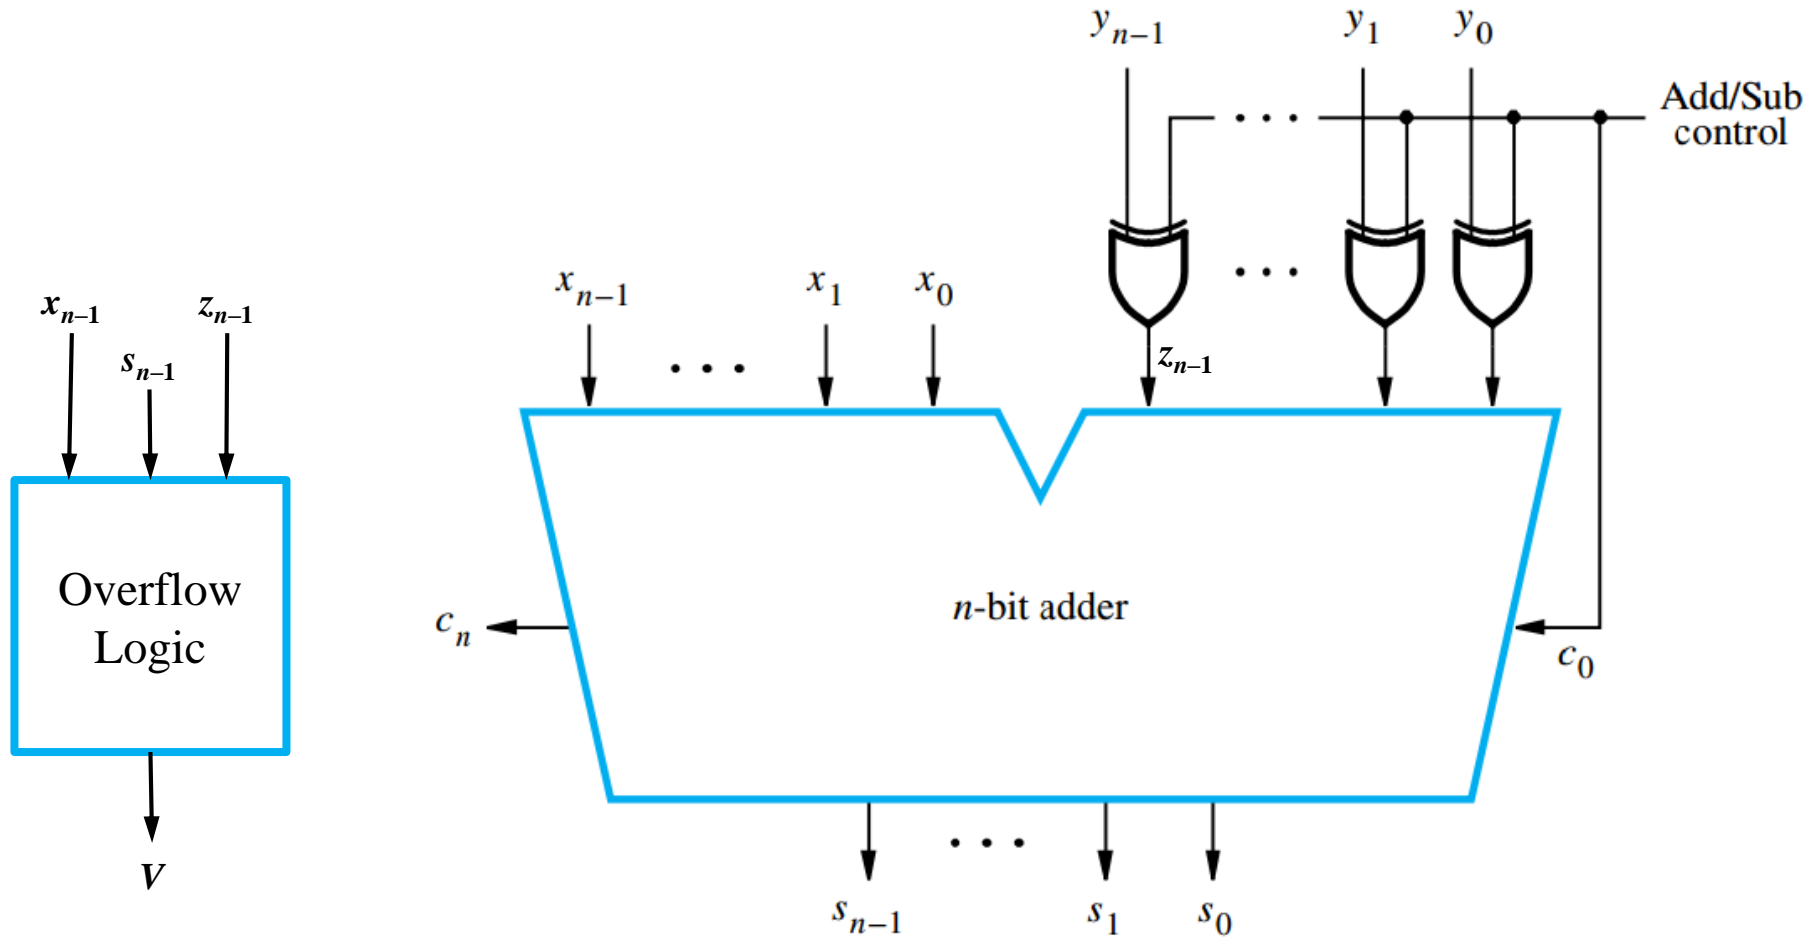 yn−1 y1 y0
Add/Sub
control
xn−1 x1 x0
xn−1 zn−1
sn−1
zn−1
Overflow
Logic
n-bit adder
cn
c0
V
sn−1 s1 s0